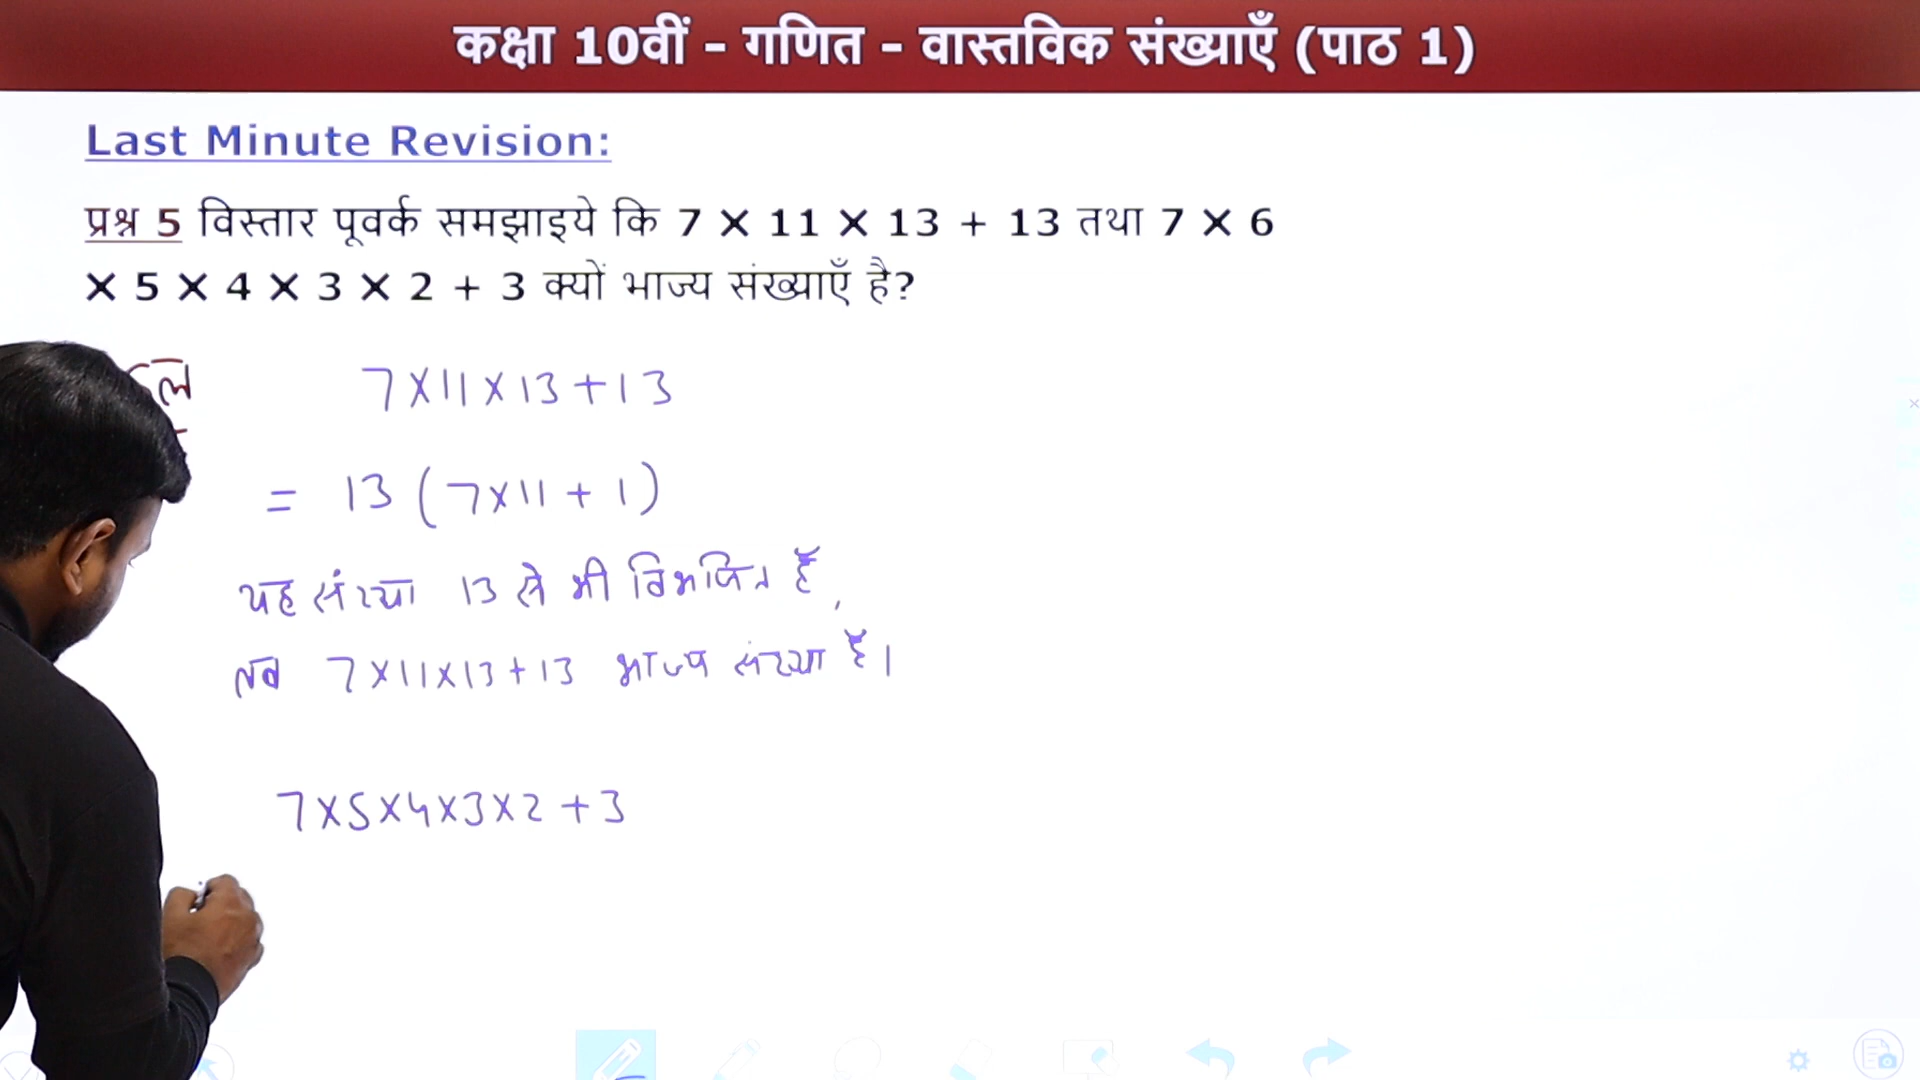 कक्षा 10वीं - गणित - वास्तविक संख्याएँ (पाठ 1)
Last Minute Revision:
प्रश्न 5 विस्तार पूवर्क समझाइये कि 7 × 11 × 13 + 13 तथा 7 × 6
× 5 × 4 × 3 × 2 + 3 क्यों भाज्य संख्याएँ है?
7×11×13+13
= 13 (7×11 + 1)
यह संख्या 13 से भी विभाजित है,
7×11×13+13 भाज्य संख्या है।
7×5×4×3×2+3